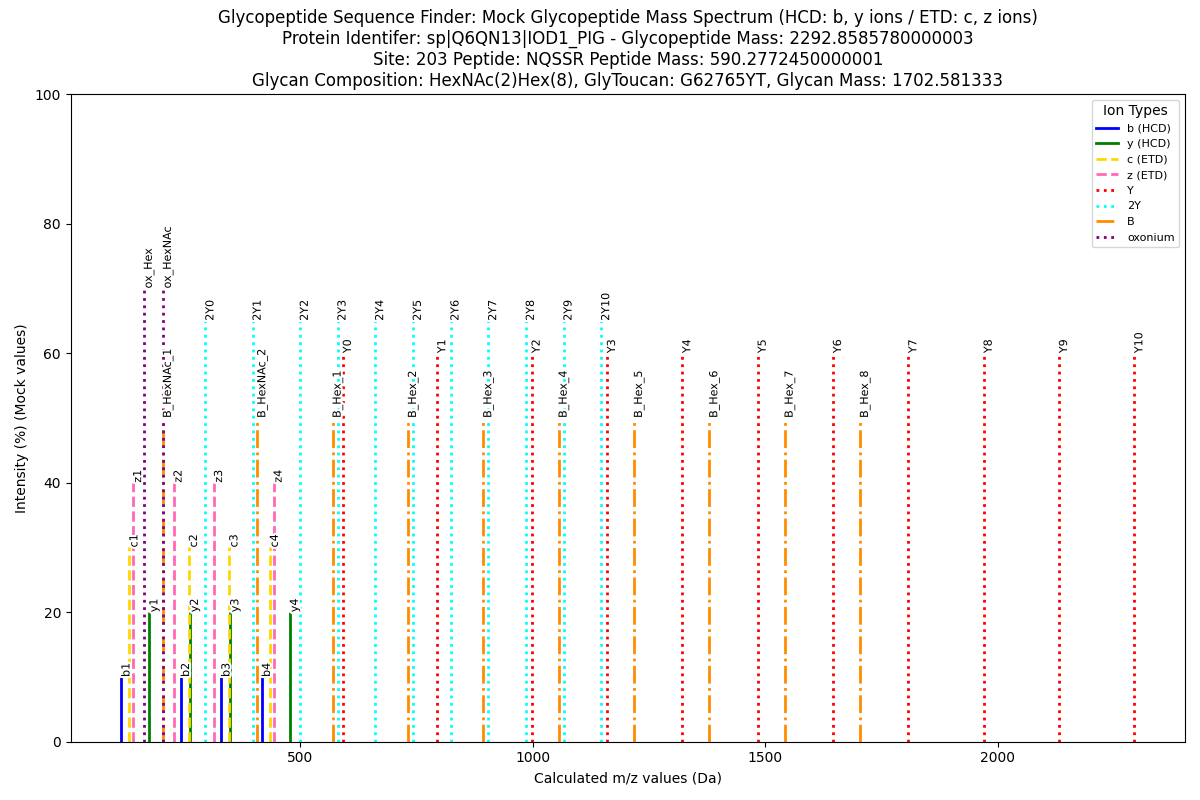 Glycopeptide Sequence Finder: Mock Glycopeptide Mass Spectrum (HCD: b, y ions / ETD: c, z ions)
Protein Identifer: sp|Q6QN13|IOD1_PIG - Glycopeptide Mass: 2292.8585780000003
Site: 203 Peptide: NQSSR Peptide Mass: 590.2772450000001
Glycan Composition: HexNAc(2)Hex(8), GlyToucan: G62765YT, Glycan Mass: 1702.581333
Intensity (%) (Mock values)
100
80
60
40
20
0
Ion Types
b (HCD)
y (HCD)
c (ETD)
z (ETD)
Y
2Y
B
oxonium
ox_Hex
ox_HexNAc
2Y0
2Y1
2Y2
2Y3
2Y4
2Y5
2Y6
2Y7
2Y8
2Y9
2Y10
Y0
Y1
Y2
Y3
Y4
Y5
Y6
Y7
Y8
Y9
Y10
B_HexNAc_1
B_HexNAc_2
B_Hex_1
B_Hex_2
B_Hex_3
B_Hex_4
B_Hex_5
B_Hex_6
B_Hex_7
B_Hex_8
z1
z2
z3
z4
c1
c2
c3
c4
y1
y2
y3
y4
b1
b2
b3
b4
500
1000
1500
2000
Calculated m/z values (Da)